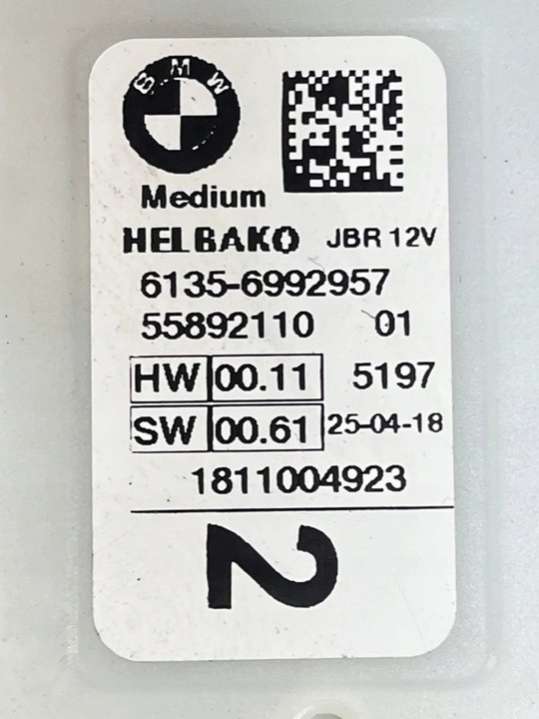 BMW
Medium
HELBAKO JBR 12V
6135-6992957
55892110 01
HW 00.11 5197
SW 00.61 25-04-18
1811004923
2